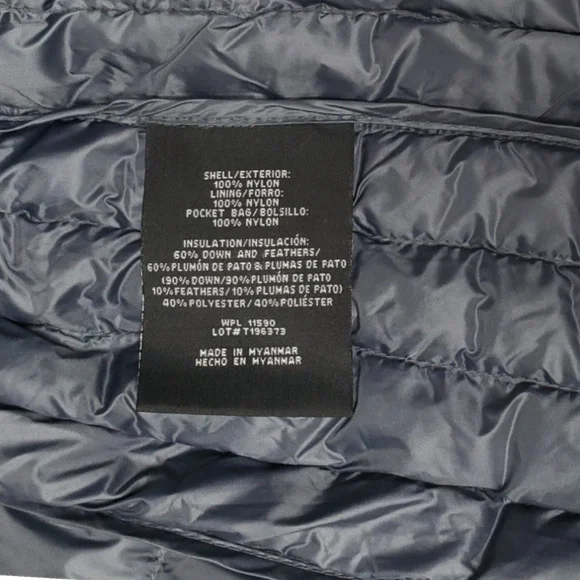 SHELL/EXTERIOR:
100% NYLON
LINING/FORRO:
100% NYLON
POCKET BAG/BOLSILLO:
100% NYLON
INSULATION/INSULACIÓN:
60% DOWN AND FEATHERS/
60% PLUMÓN DE PATO & PLUMAS DE PATO
(90% DOWN/90% PLUMÓN DE PATO
10% FEATHERS/10% PLUMAS DE PATO)
40% POLYESTER/40% POLIÉSTER
WPL 11590
LOT# T196373
MADE IN MYANMAR
HECHO EN MYANMAR